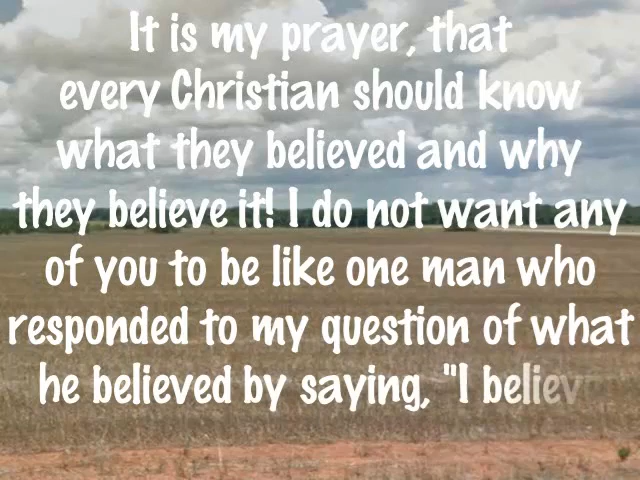 It is my prayer, that
every Christian should know
what they believed and why
they believe it! I do not want any
of you to be like one man who
responded to my question of what
he believed by saying, "I believ